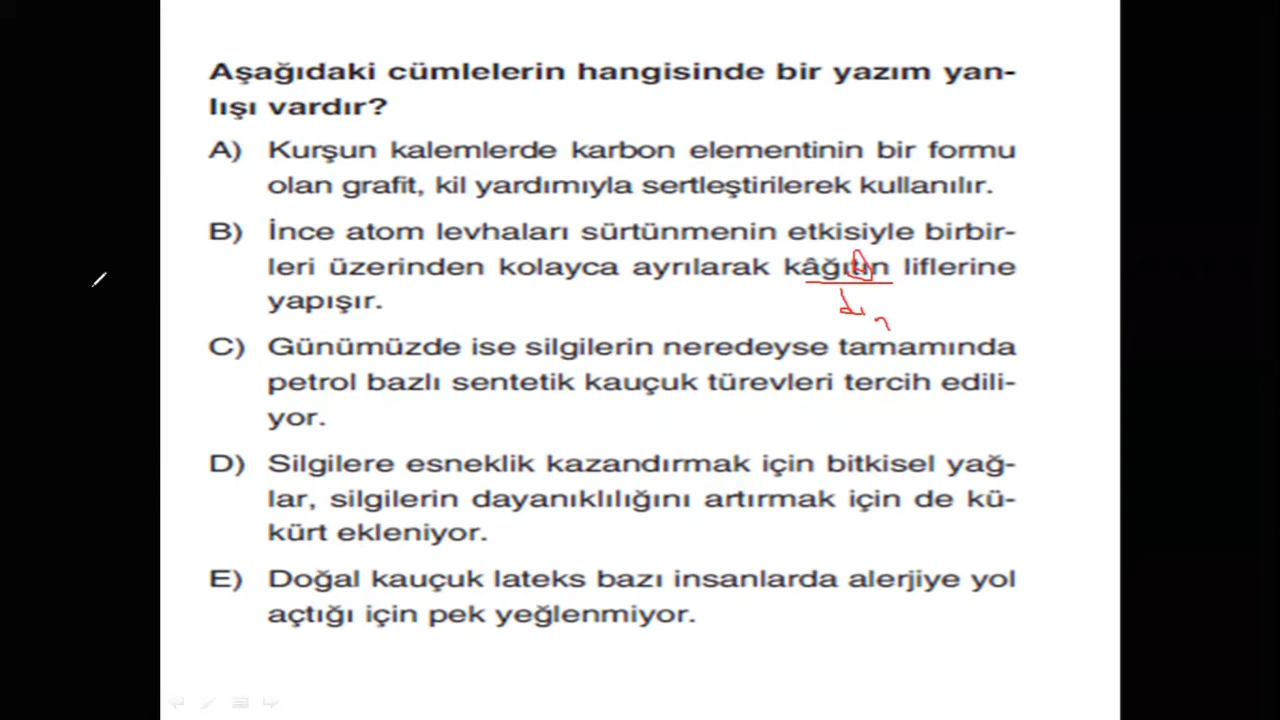 Aşağıdaki cümlelerin hangisinde bir yazım yan-
lışı vardır?
A) Kurşun kalemlerde karbon elementinin bir formu
olan grafit, kil yardımıyla sertleştirilerek kullanılır.
B) İnce atom levhaları sürtünmenin etkisiyle birbir-
leri üzerinden kolayca ayrılarak kâğıtın liflerine
dın
yapışır.
C) Günümüzde ise silgilerin neredeyse tamamında
petrol bazlı sentetik kauçuk türevleri tercih edili-
yor.
D) Silgilere esneklik kazandırmak için bitkisel yağ-
lar, silgilerin dayanıklılığını artırmak için de kü-
kürt ekleniyor.
E) Doğal kauçuk lateks bazı insanlarda alerjiye yol
açtığı için pek yeğlenmiyor.